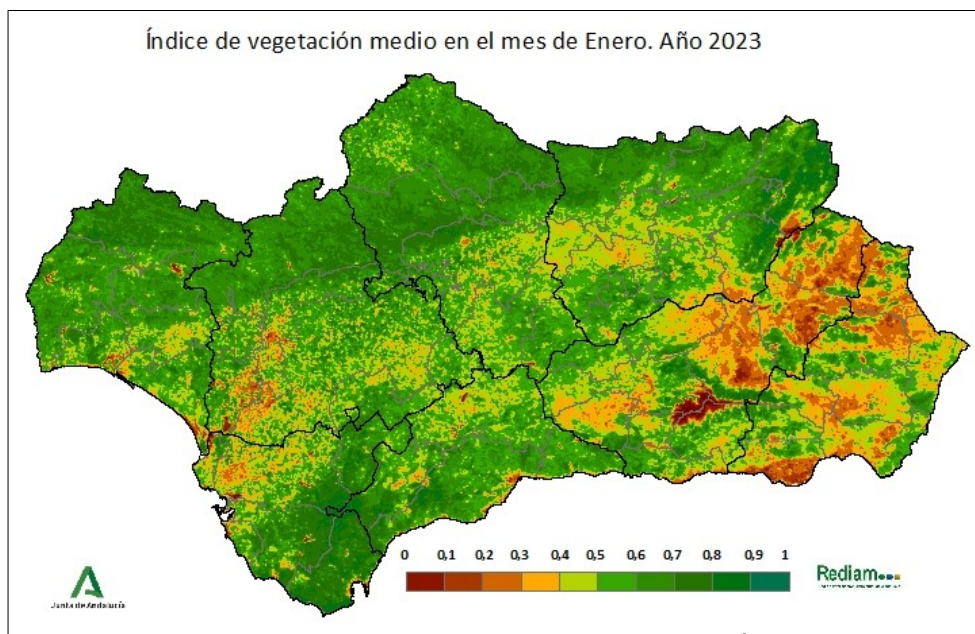 Índice de vegetación medio en el mes de Enero. Año 2023
0 0,1 0,2 0,3 0,4 0,5 0,6 0,7 0,8 0,9 1
Junta de Andalucía
Rediam